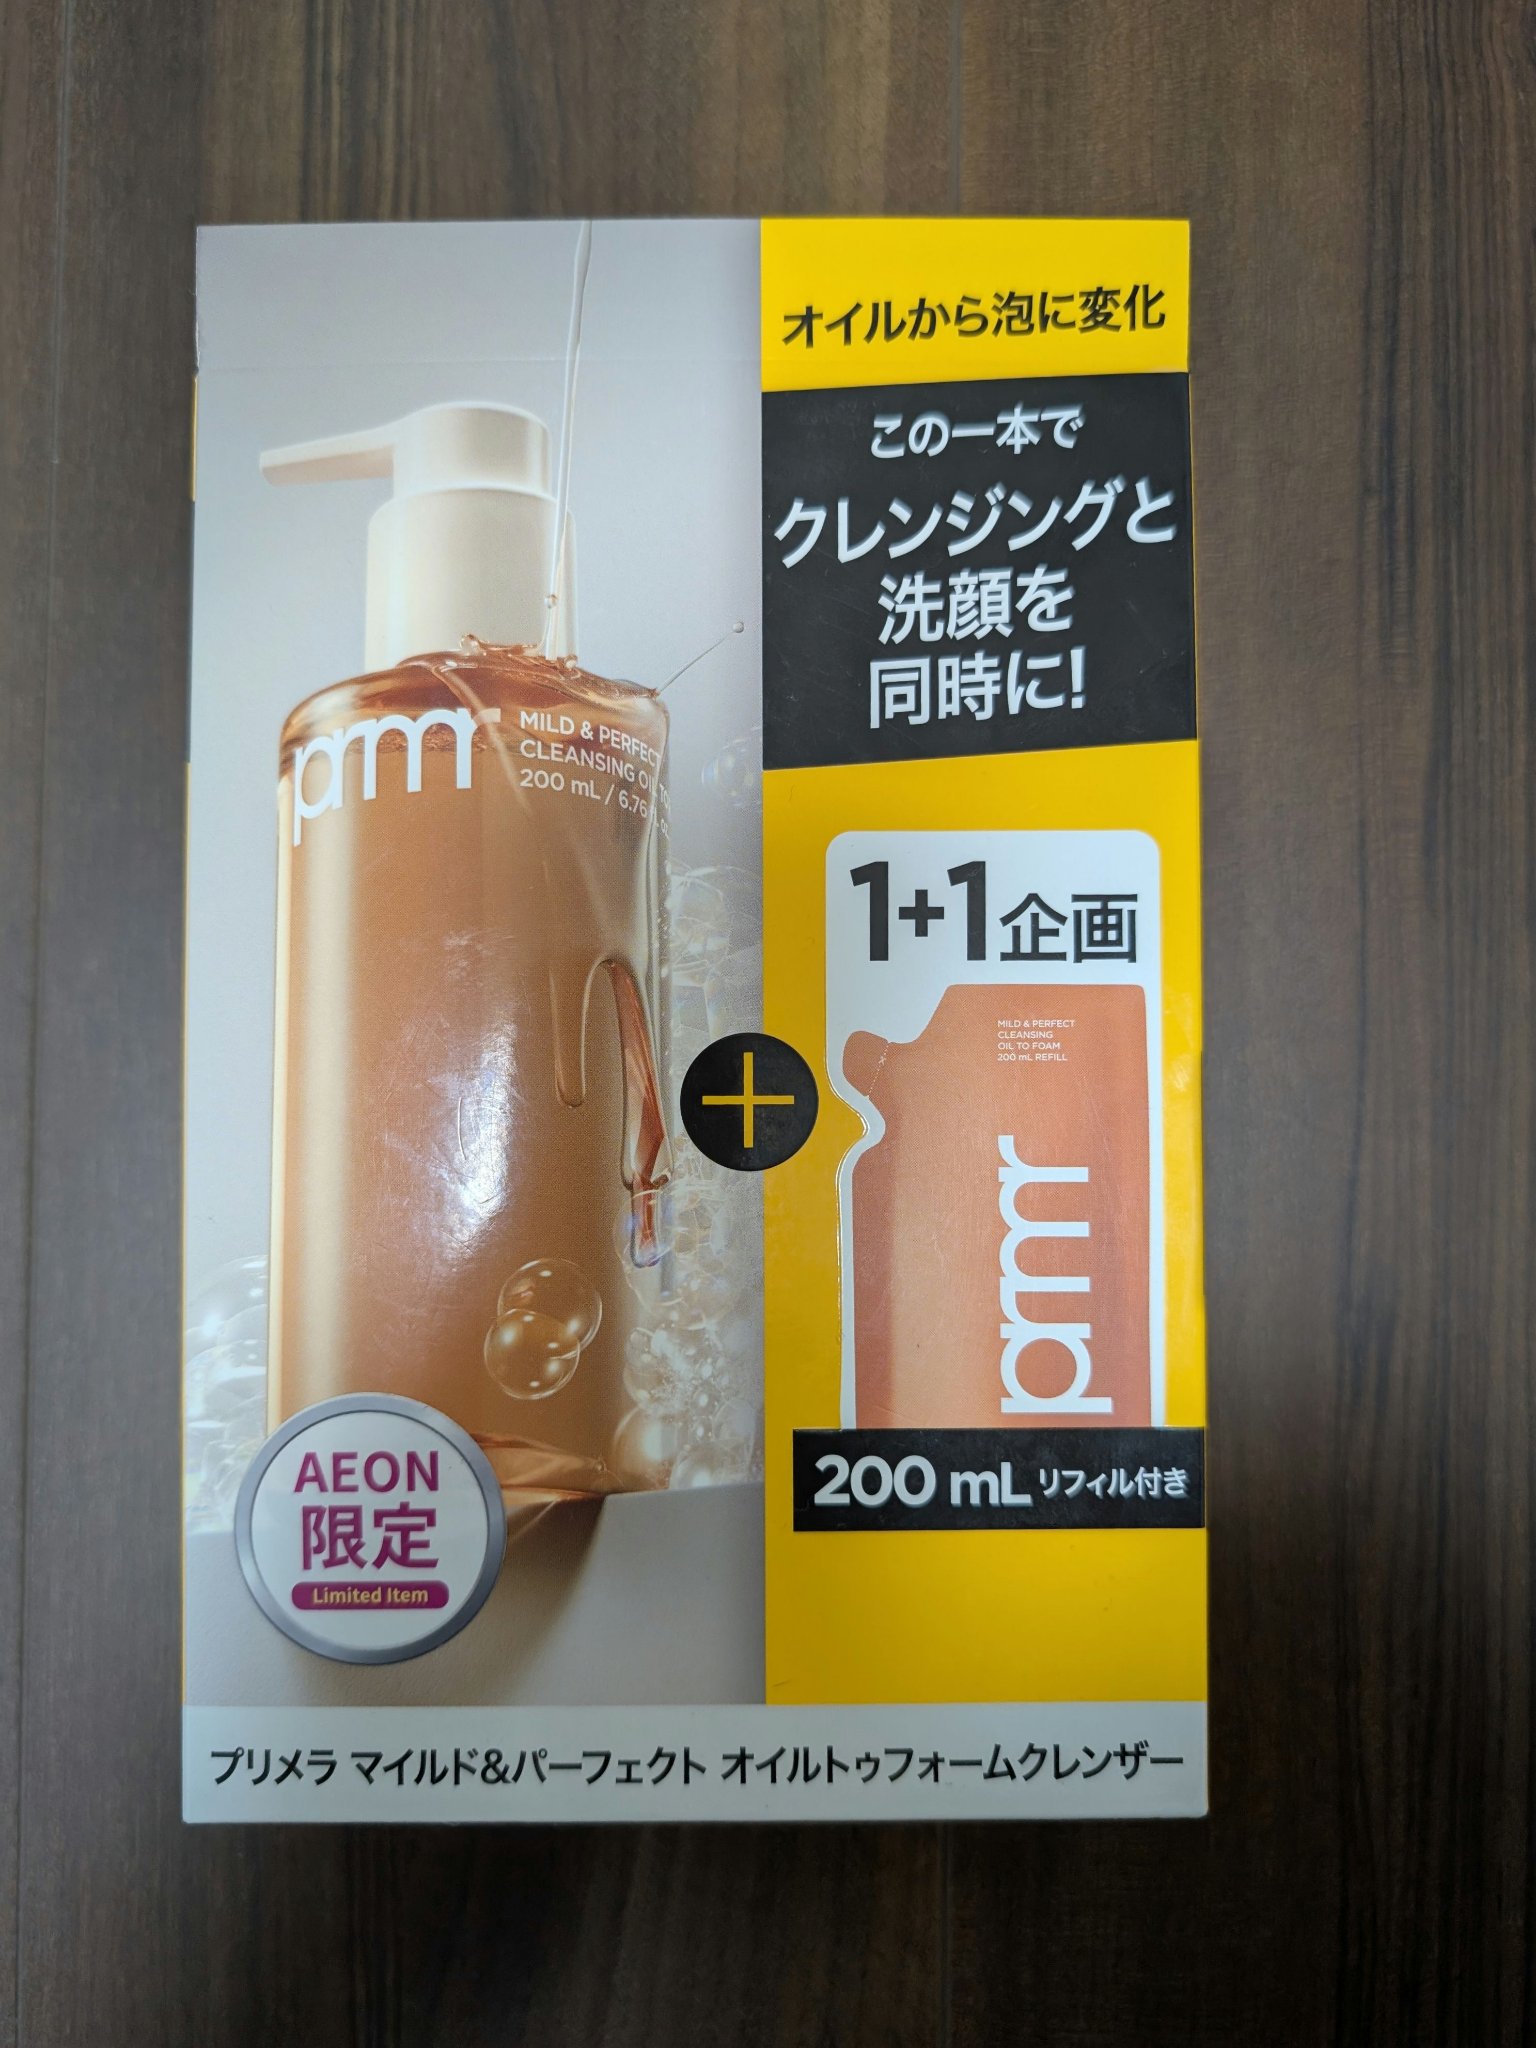 オイルから泡に変化
この一本で
クレンジングと
洗顔を
同時に!
prmr
MILD & PERFECT
CLEANSING OIL TO
200 mL / 6.76
1+1企画
MILD & PERFECT
CLEANSING
OIL TO FOAM
200 mL REFILL
prmr
200 mL リフィル付き
AEON
限定
Limited Item
プリメラ マイルド&パーフェクト オイルトゥフォームクレンザー